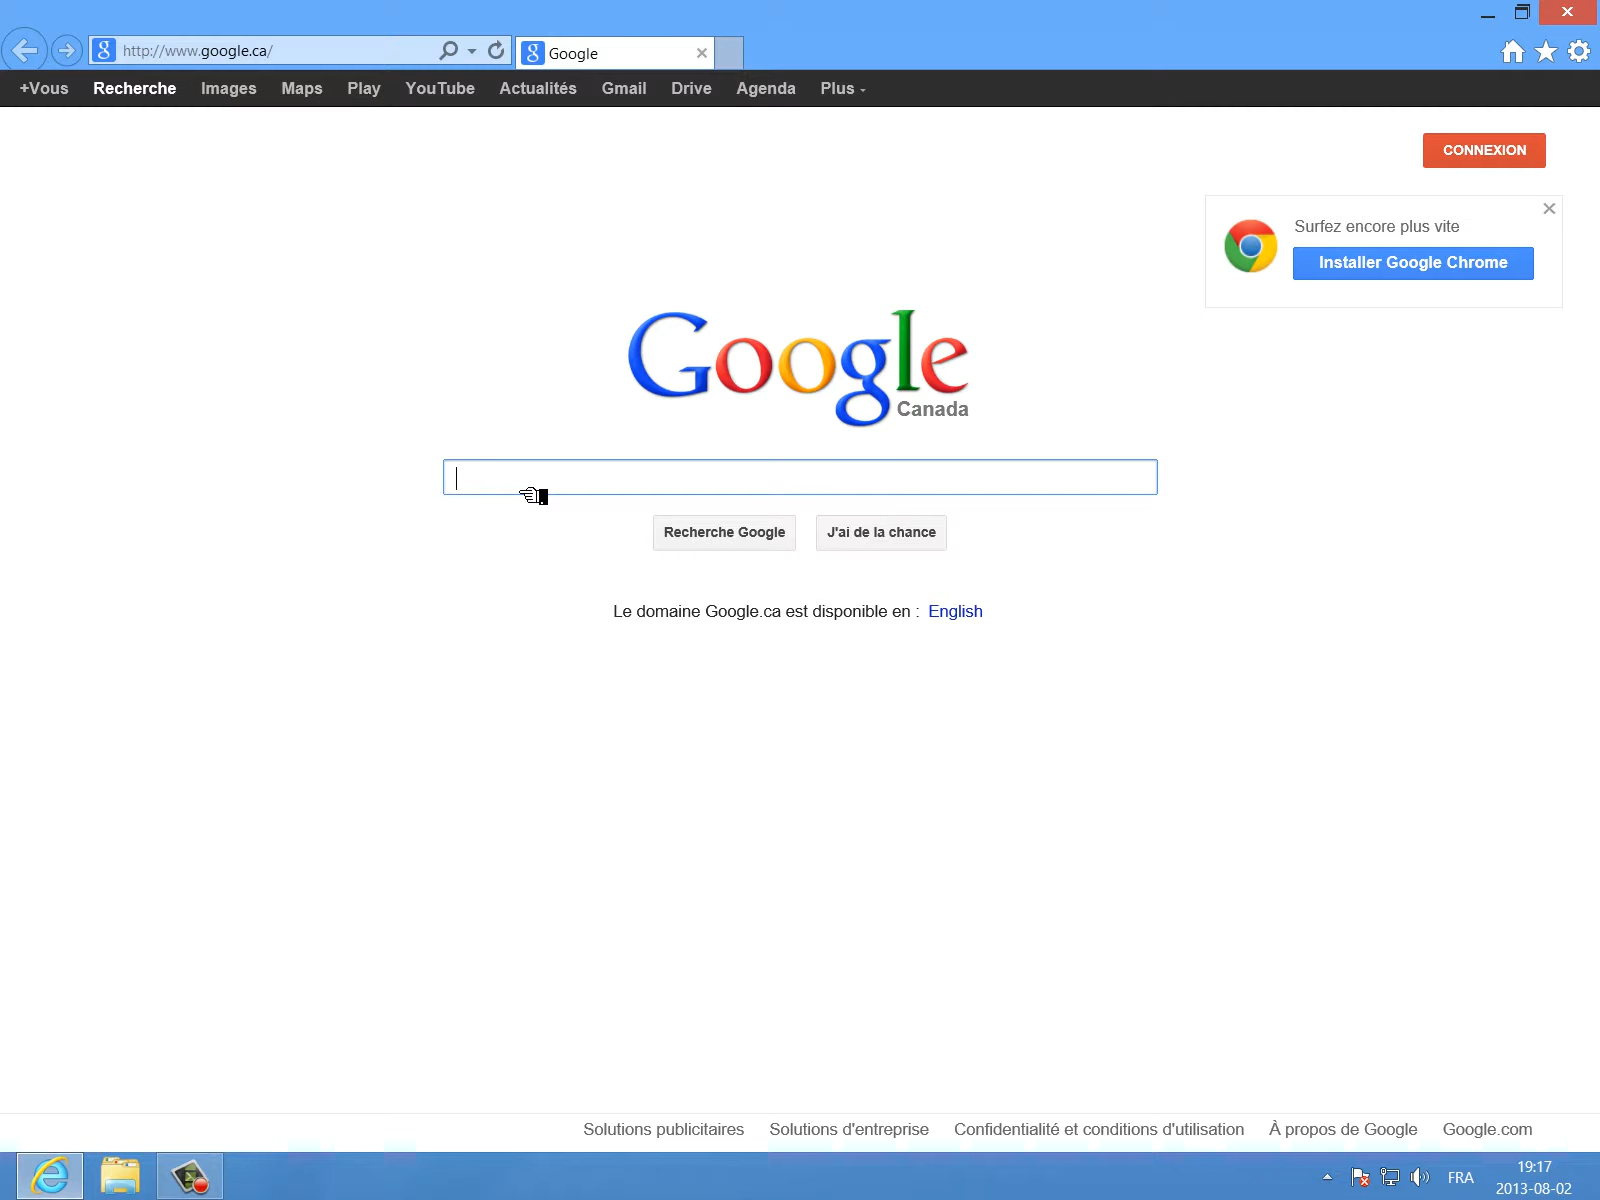 http://www.google.ca/
Google
+Vous Recherche Images Maps Play YouTube Actualités Gmail Drive Agenda Plus
CONNEXION
Surfez encore plus vite
Installer Google Chrome
Google
Canada
Recherche Google J'ai de la chance
Le domaine Google.ca est disponible en : English
Solutions publicitaires Solutions d'entreprise Confidentialité et conditions d'utilisation À propos de Google Google.com
FRA
19:17
2013-08-02